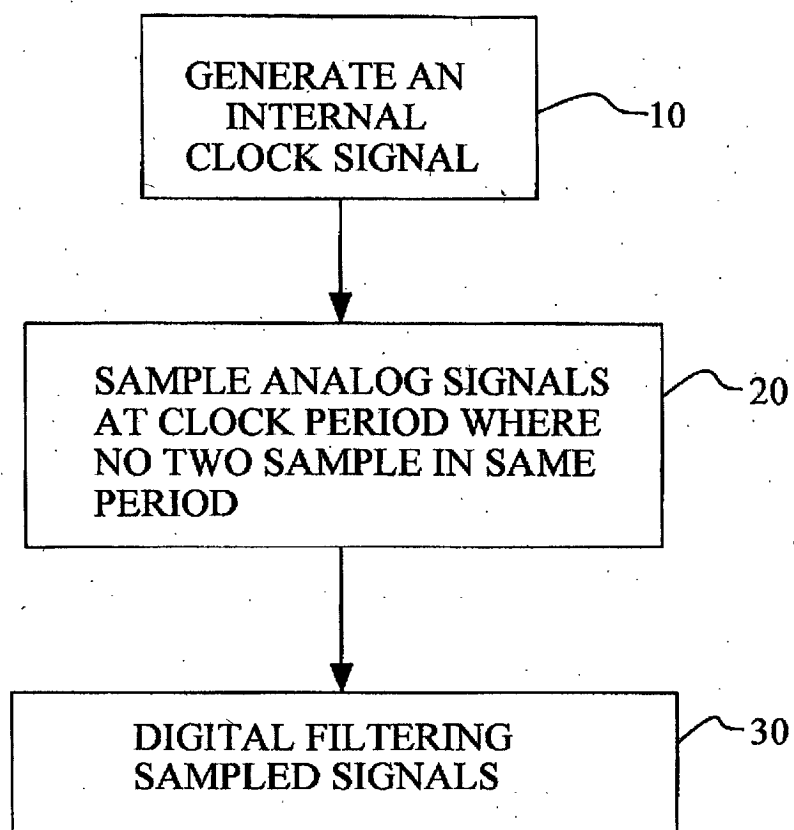 GENERATE AN
INTERNAL
CLOCK SIGNAL
10
SAMPLE ANALOG SIGNALS
AT CLOCK PERIOD WHERE
NO TWO SAMPLE IN SAME
PERIOD
20
DIGITAL FILTERING
SAMPLED SIGNALS
30